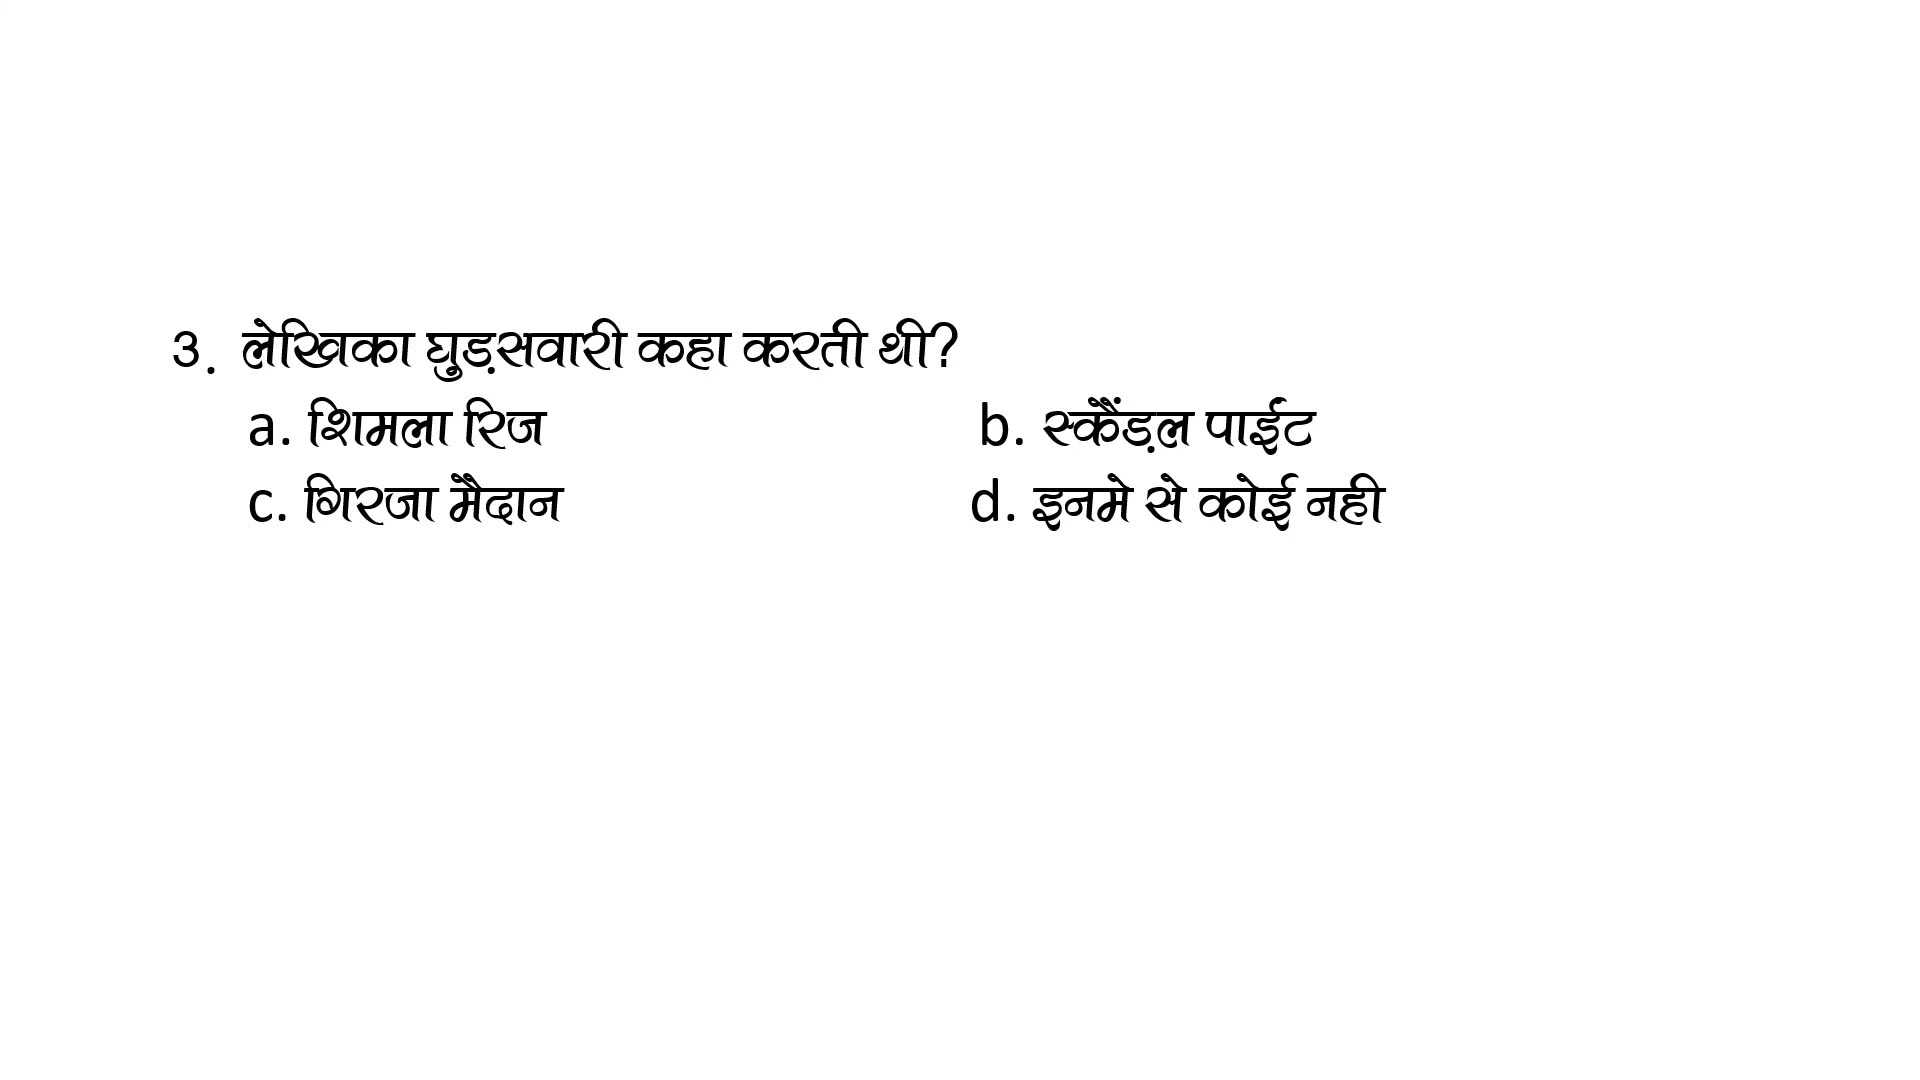 3. लेखिका घुड़सवारी कहा करती थी?
a. शिमला रिज b. स्कैंड़ल पाईट
c. गिरजा मैदान d. इनमे से कोई नही